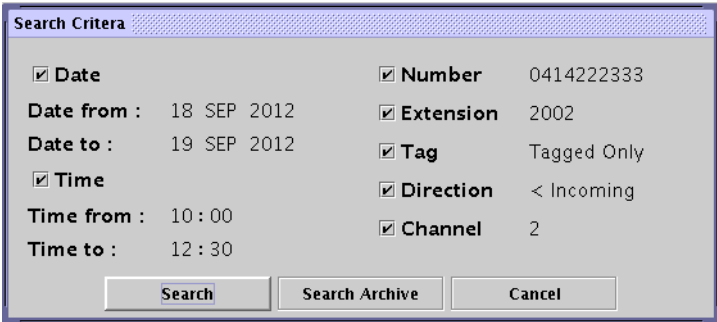 Search Critera
Date
Date from : 18 SEP 2012
Date to : 19 SEP 2012
Time
Time from : 10 : 00
Time to : 12 : 30
Number 0414222333
Extension 2002
Tag Tagged Only
Direction < Incoming
Channel 2
Search Search Archive Cancel